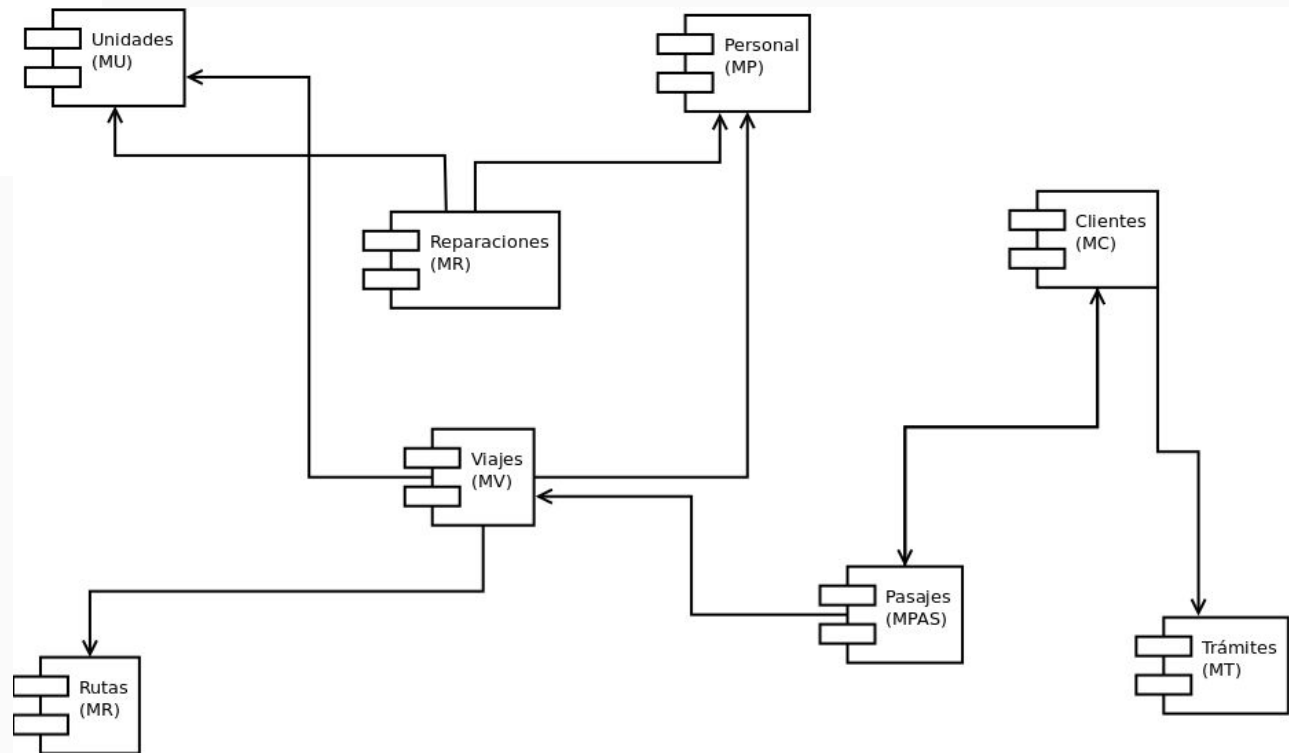 Unidades
(MU)
Personal
(MP)
Reparaciones
(MR)
Clientes
(MC)
Viajes
(MV)
Pasajes
(MPAS)
Trámites
(MT)
Rutas
(MR)